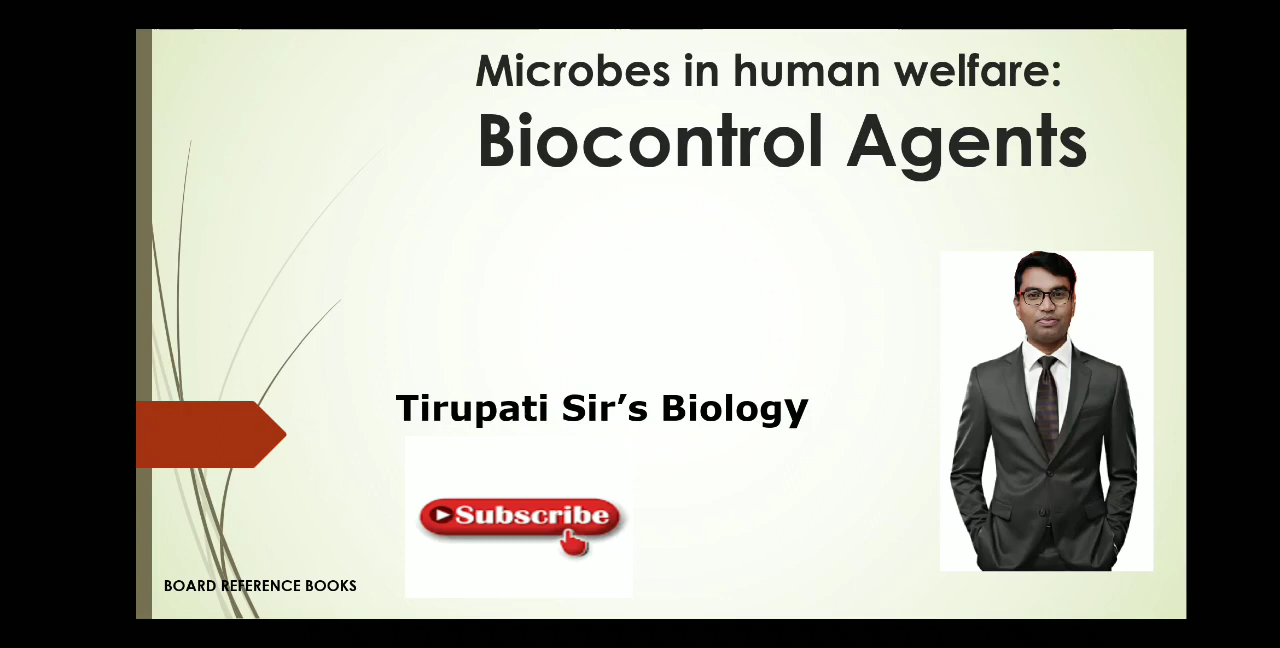 Microbes in human welfare:
Biocontrol Agents
Tirupati Sir’s Biology
Subscribe
BOARD REFERENCE BOOKS